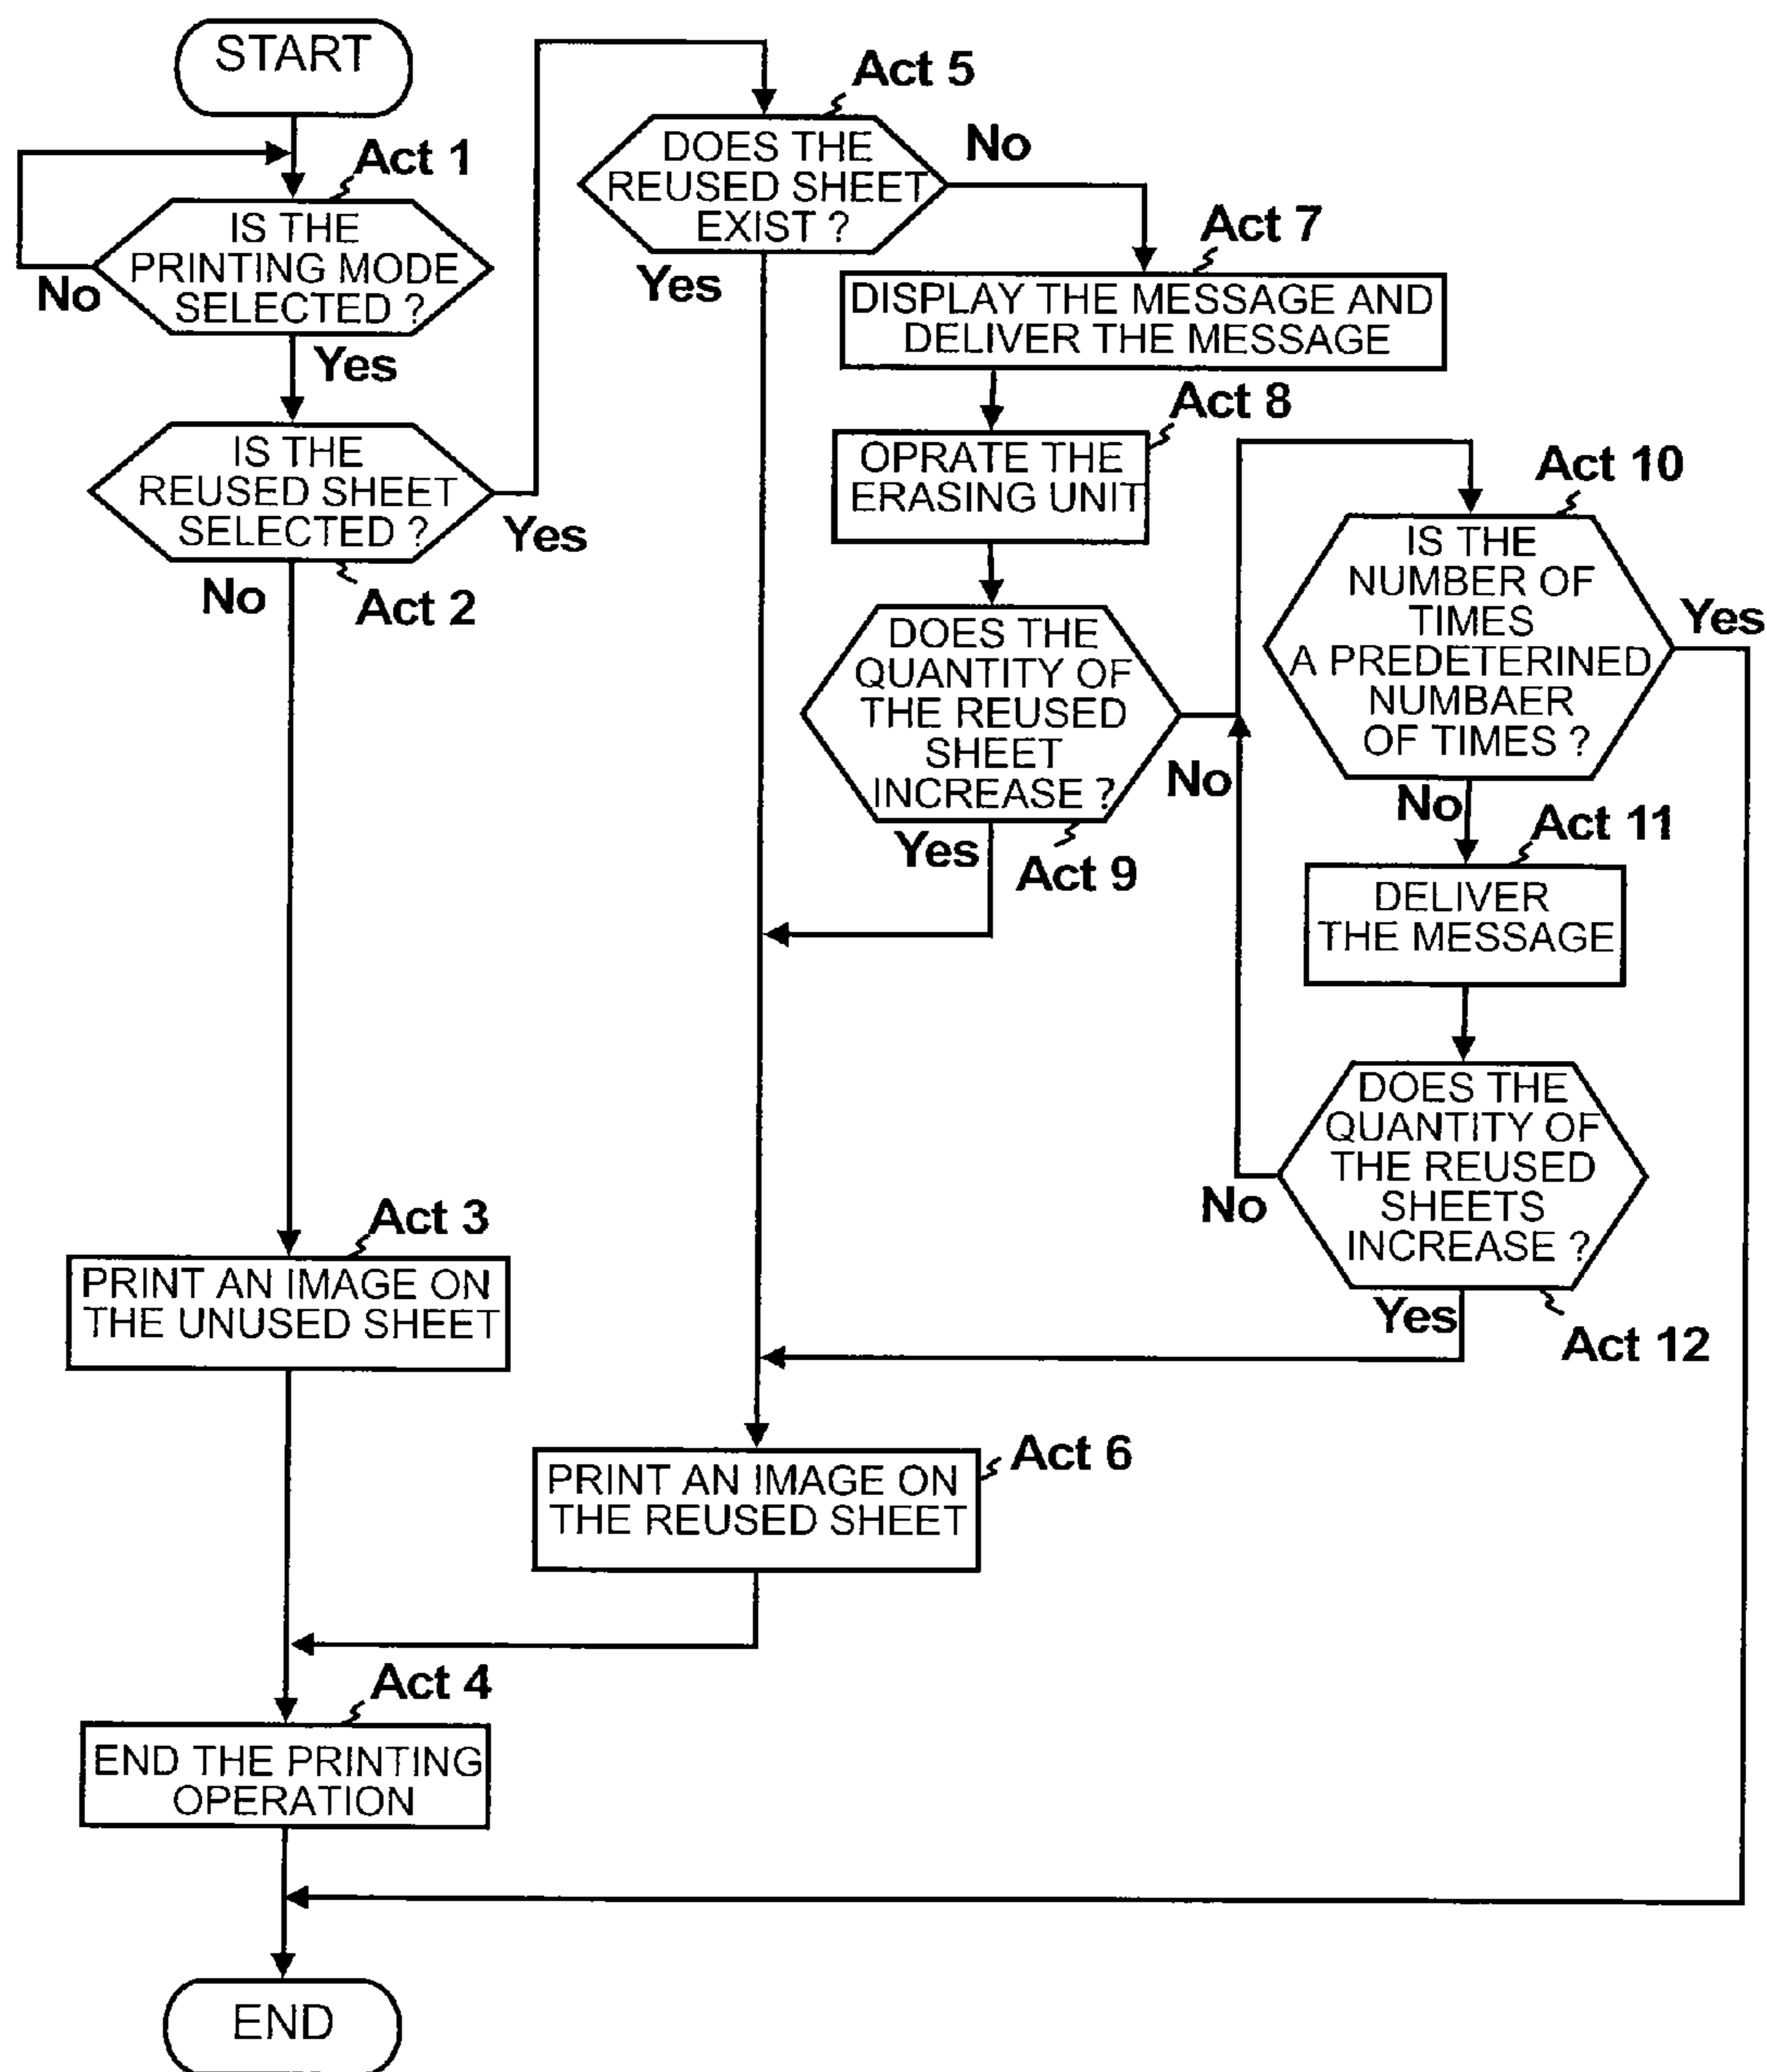 START
Act 1
IS THE
PRINTING MODE
SELECTED ?
No
Yes
IS THE
REUSED SHEET
SELECTED ?
Yes
No
Act 2
Act 5
DOES THE
REUSED SHEET
EXIST ?
No
Yes
Act 7
DISPLAY THE MESSAGE AND
DELIVER THE MESSAGE
Act 8
OPRATE THE
ERASING UNIT
DOES THE
QUANTITY OF
THE REUSED
SHEET
INCREASE ?
No
Yes
Act 9
Act 10
IS THE
NUMBER OF
TIMES
A PREDETERINED
NUMBAER
OF TIMES ?
Yes
No
Act 11
DELIVER
THE MESSAGE
DOES THE
QUANTITY OF
THE REUSED
SHEETS
INCREASE ?
No
Yes
Act 12
Act 3
PRINT AN IMAGE ON
THE UNUSED SHEET
Act 6
PRINT AN IMAGE ON
THE REUSED SHEET
Act 4
END THE PRINTING
OPERATION
END